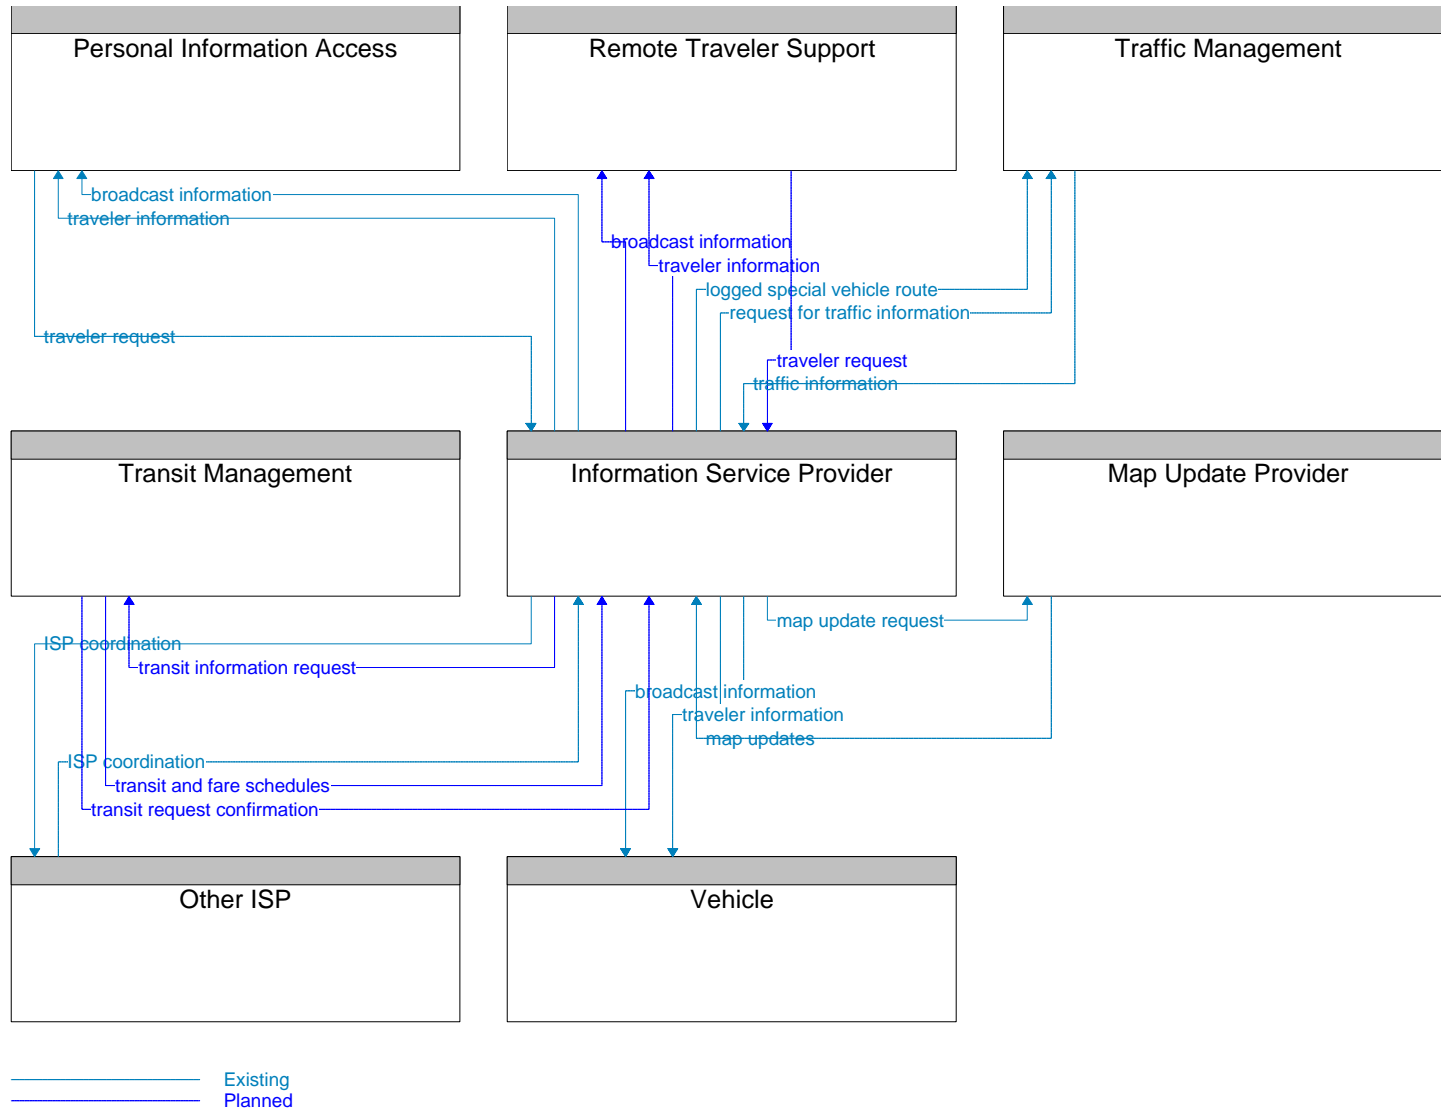 Personal Information Access
Remote Traveler Support
Traffic Management
broadcast information
traveler information
broadcast information
traveler information
logged special vehicle route
request for traffic information
traveler request
traveler request
traffic information
Transit Management
Information Service Provider
Map Update Provider
map update request
ISP coordination
transit information request
broadcast information
traveler information
map updates
ISP coordination
transit and fare schedules
transit request confirmation
Other ISP
Vehicle
Existing
Planned